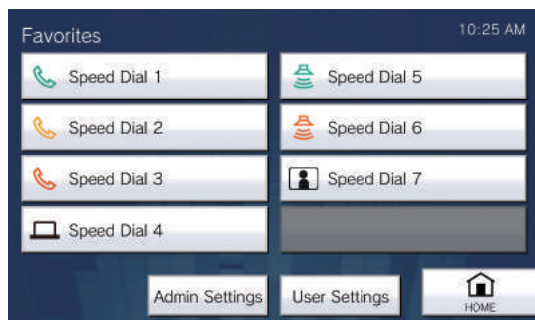 Favorites
10:25 AM
Speed Dial 1
Speed Dial 5
Speed Dial 2
Speed Dial 6
Speed Dial 3
Speed Dial 7
Speed Dial 4
Admin Settings
User Settings
HOME